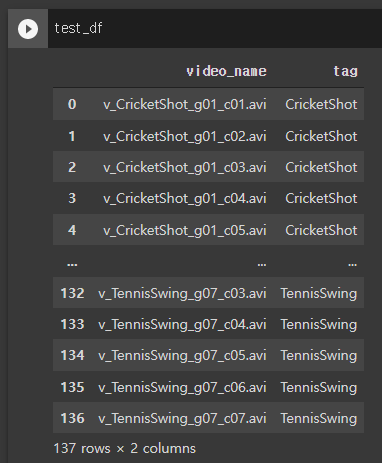 test_df
video_name tag
0 v_CricketShot_g01_c01.avi CricketShot
1 v_CricketShot_g01_c02.avi CricketShot
2 v_CricketShot_g01_c03.avi CricketShot
3 v_CricketShot_g01_c04.avi CricketShot
4 v_CricketShot_g01_c05.avi CricketShot
... ... ...
132 v_TennisSwing_g07_c03.avi TennisSwing
133 v_TennisSwing_g07_c04.avi TennisSwing
134 v_TennisSwing_g07_c05.avi TennisSwing
135 v_TennisSwing_g07_c06.avi TennisSwing
136 v_TennisSwing_g07_c07.avi TennisSwing
137 rows × 2 columns